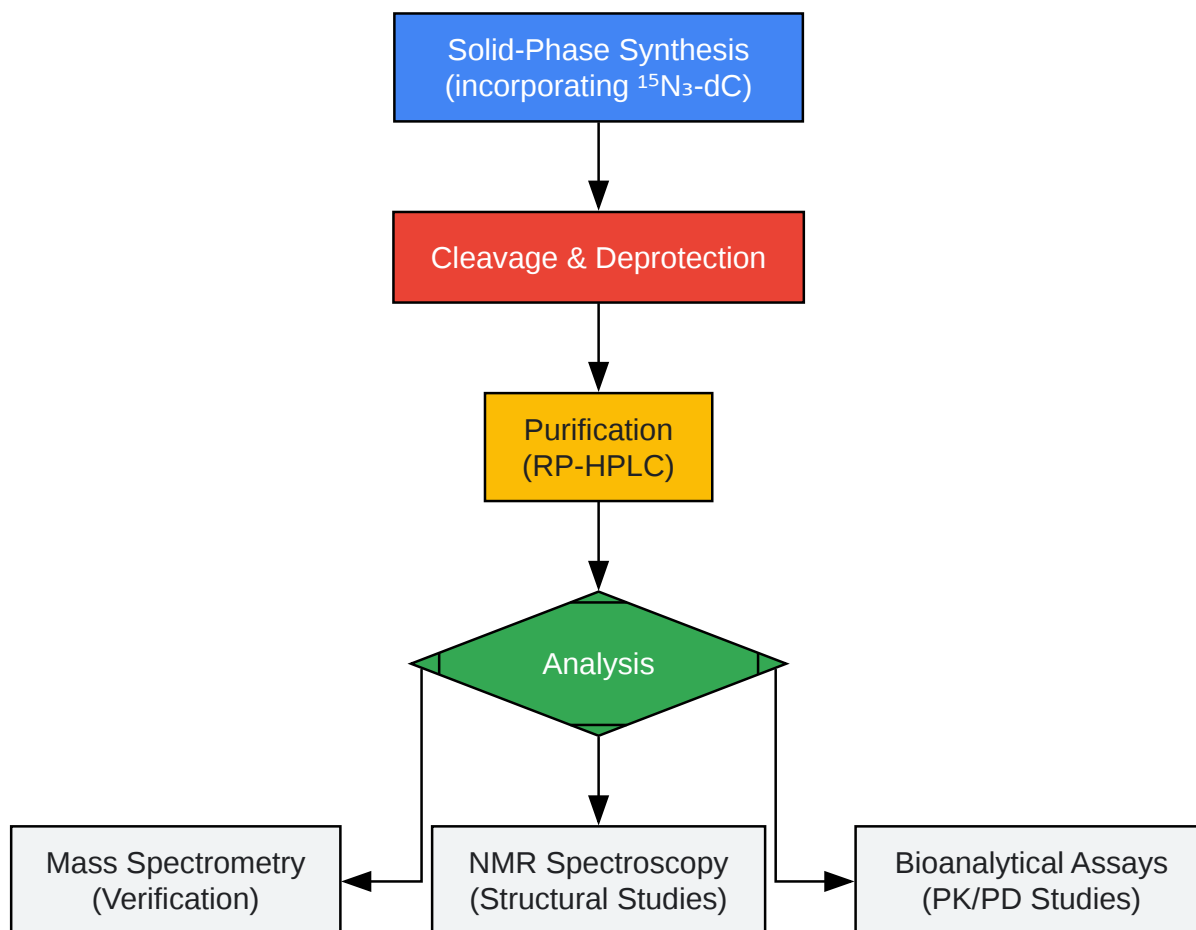 Solid-Phase Synthesis
(incorporating ¹⁵N₃-dC)
Cleavage & Deprotection
Purification
(RP-HPLC)
Analysis
Mass Spectrometry
(Verification)
NMR Spectroscopy
(Structural Studies)
Bioanalytical Assays
(PK/PD Studies)